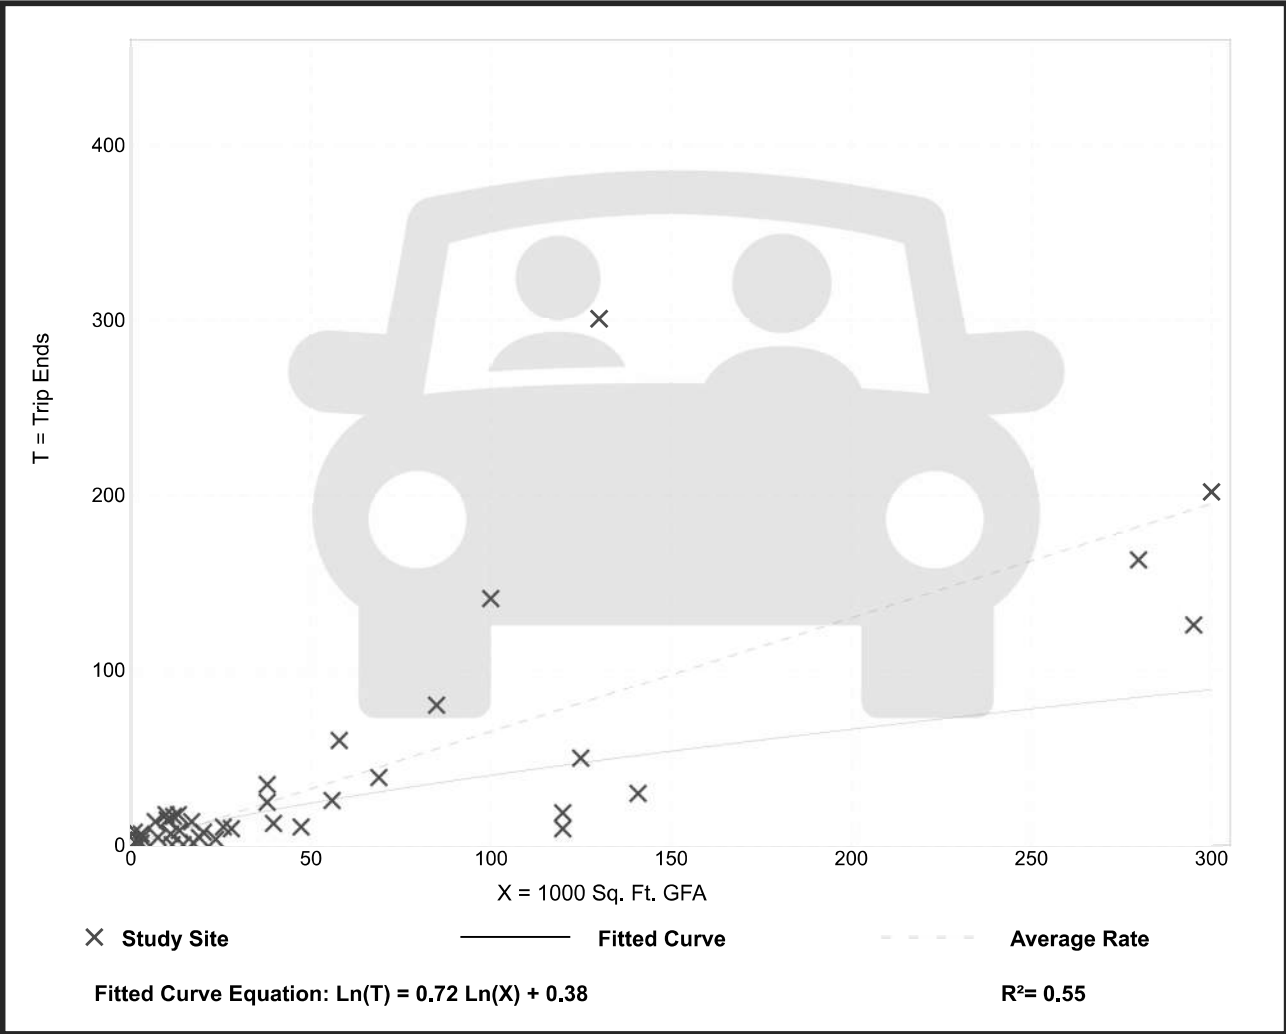 400
300
200
100
0
T = Trip Ends
0 50 100 150 200 250 300
X = 1000 Sq. Ft. GFA
Study Site Fitted Curve Average Rate
Fitted Curve Equation: Ln(T) = 0.72 Ln(X) + 0.38 R²= 0.55